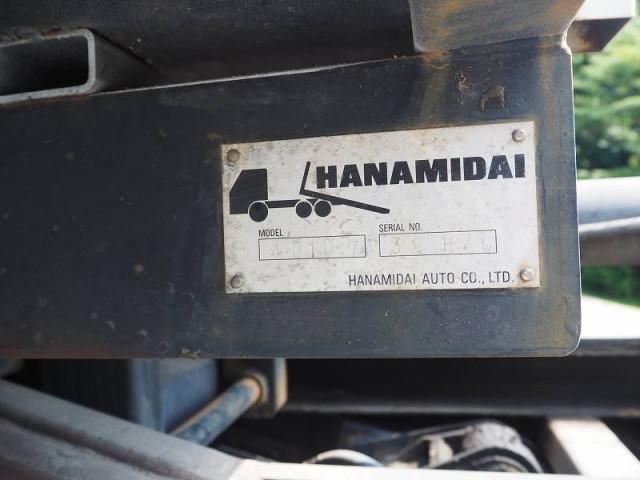 HANAMIDAI
MODEL SERIAL NO.
HANAMIDAI AUTO CO., LTD.